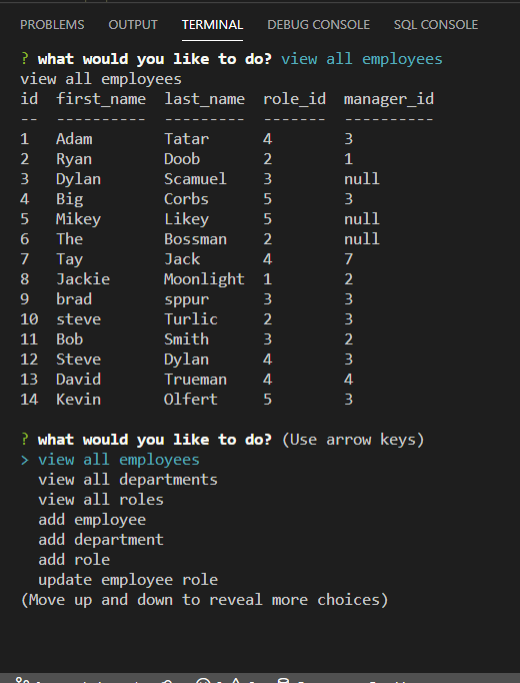 PROBLEMS OUTPUT TERMINAL DEBUG CONSOLE SQL CONSOLE
? what would you like to do? view all employees
view all employees
id first_name last_name role_id manager_id
-- ---------- --------- ------- ----------
1 Adam Tatar 4 3
2 Ryan Doob 2 1
3 Dylan Scamuel 3 null
4 Big Corbs 5 3
5 Mikey Likey 5 null
6 The Bossman 2 null
7 Tay Jack 4 7
8 Jackie Moonlight 1 2
9 brad sppur 3 3
10 steve Turlic 2 3
11 Bob Smith 3 2
12 Steve Dylan 4 3
13 David Trueman 4 4
14 Kevin Olfert 5 3
? what would you like to do? (Use arrow keys)
> view all employees
view all departments
view all roles
add employee
add department
add role
update employee role
(Move up and down to reveal more choices)